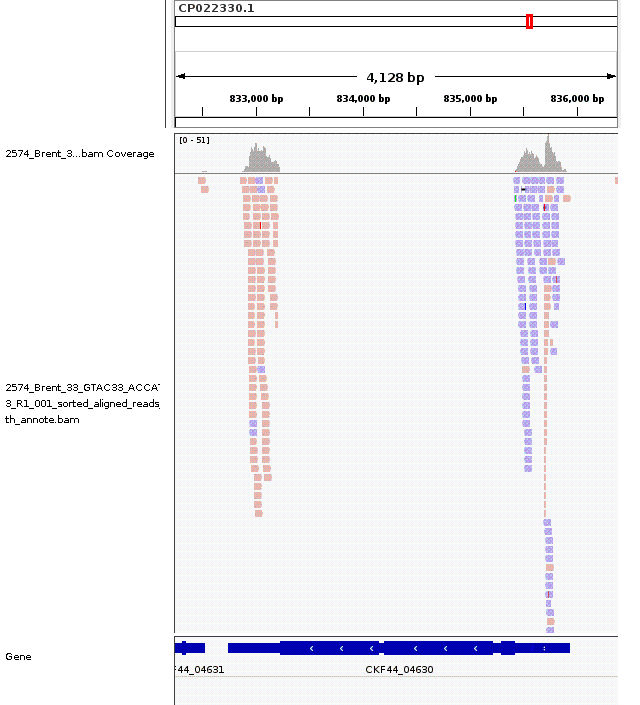 CP022330.1
4,128 bp
833,000 bp 834,000 bp 835,000 bp 836,000 bp
[0 - 51]
2574_Brent_3...bam Coverage
2574_Brent_33_GTAC33_ACCAT
3_R1_001_sorted_aligned_reads_
th_annote.bam
Gene
F44_04631 CKF44_04630